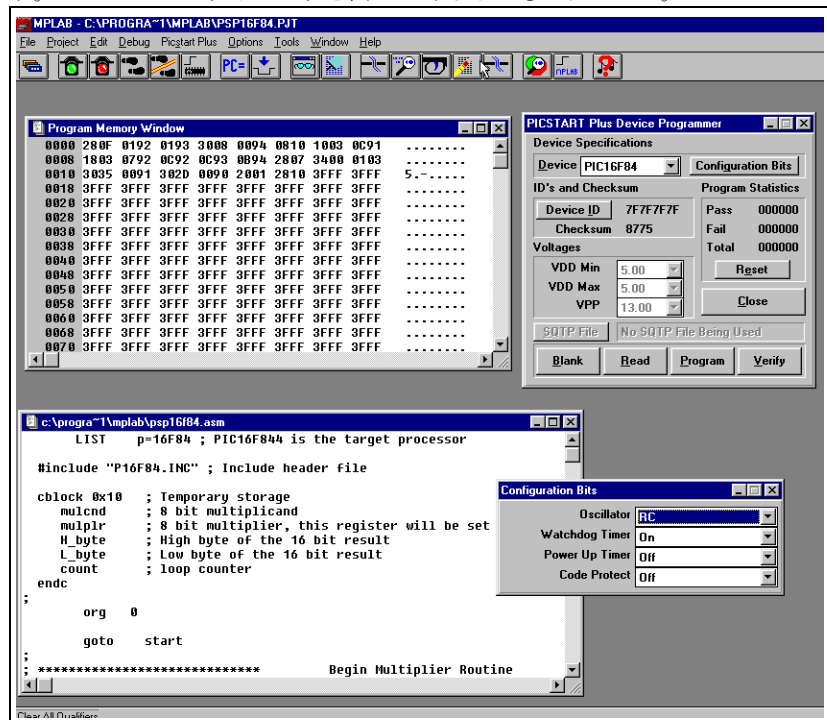 MPLAB - C:\PROGRA~1\MPLAB\PSP16F84.PJT
File Project Edit Debug Picstart Plus Options Tools Window Help
PC=
MPLAB
Program Memory Window
0000 280F 0192 0193 3008 0094 0810 1003 0C91 ........
0008 1803 0792 0C92 0C93 0B94 2807 3400 0103 ........
0010 3035 0091 302D 0090 2001 2810 3FFF 3FFF 5.-.....
0018 3FFF 3FFF 3FFF 3FFF 3FFF 3FFF 3FFF 3FFF ........
0020 3FFF 3FFF 3FFF 3FFF 3FFF 3FFF 3FFF 3FFF ........
0028 3FFF 3FFF 3FFF 3FFF 3FFF 3FFF 3FFF 3FFF ........
0030 3FFF 3FFF 3FFF 3FFF 3FFF 3FFF 3FFF 3FFF ........
0038 3FFF 3FFF 3FFF 3FFF 3FFF 3FFF 3FFF 3FFF ........
0040 3FFF 3FFF 3FFF 3FFF 3FFF 3FFF 3FFF 3FFF ........
0048 3FFF 3FFF 3FFF 3FFF 3FFF 3FFF 3FFF 3FFF ........
0050 3FFF 3FFF 3FFF 3FFF 3FFF 3FFF 3FFF 3FFF ........
0058 3FFF 3FFF 3FFF 3FFF 3FFF 3FFF 3FFF 3FFF ........
0060 3FFF 3FFF 3FFF 3FFF 3FFF 3FFF 3FFF 3FFF ........
0068 3FFF 3FFF 3FFF 3FFF 3FFF 3FFF 3FFF 3FFF ........
0070 3FFF 3FFF 3FFF 3FFF 3FFF 3FFF 3FFF 3FFF ........
PICSTART Plus Device Programmer
Device Specifications
Device PIC16F84 Configuration Bits
ID's and Checksum Program Statistics
Device ID 7F7F7F7F Pass 000000
Checksum 8775 Fail 000000
Voltages Total 000000
VDD Min 5.00 Reset
VDD Max 5.00
VPP 13.00 Close
SQTP File No SQTP File Being Used
Blank Read Program Verify
c:\progra~1\mplab\psp16f84.asm
LIST p=16F84 ; PIC16F844 is the target processor
#include "P16F84.INC" ; Include header file
cblock 0x10 ; Temporary storage
mulcnd ; 8 bit multiplicand
mulplr ; 8 bit multiplier, this register will be set
H_byte ; High byte of the 16 bit result
L_byte ; Low byte of the 16 bit result
count ; loop counter
endc
;
org 0
goto start
;
; ***************************** Begin Multiplier Routine
Configuration Bits
Oscillator RC
Watchdog Timer On
Power Up Timer Off
Code Protect Off
Clear All Qualifiers